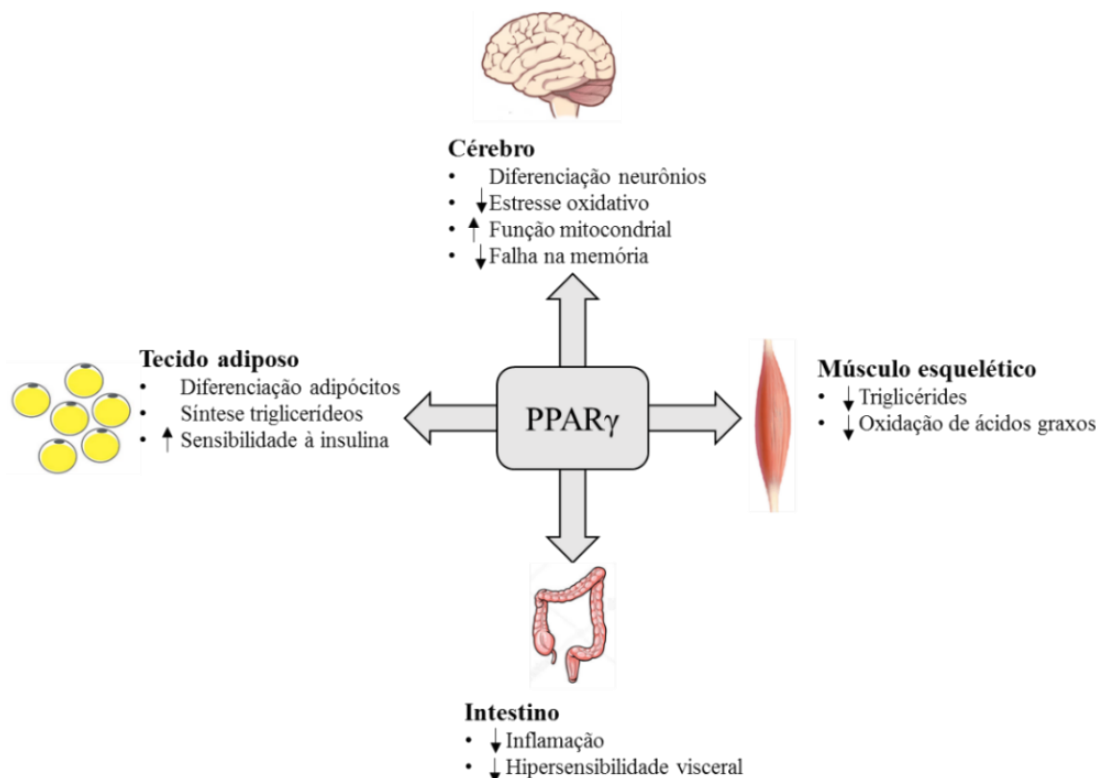 Cérebro
• Diferenciação neurônios
• ↓ Estresse oxidativo
• ↑ Função mitocondrial
• ↓ Falha na memória
Tecido adiposo
• Diferenciação adipócitos
• Síntese triglicerídeos
• ↑ Sensibilidade à insulina
PPARγ
Músculo esquelético
• ↓ Triglicérides
• ↓ Oxidação de ácidos graxos
Intestino
• ↓ Inflamação
• ↓ Hipersensibilidade visceral